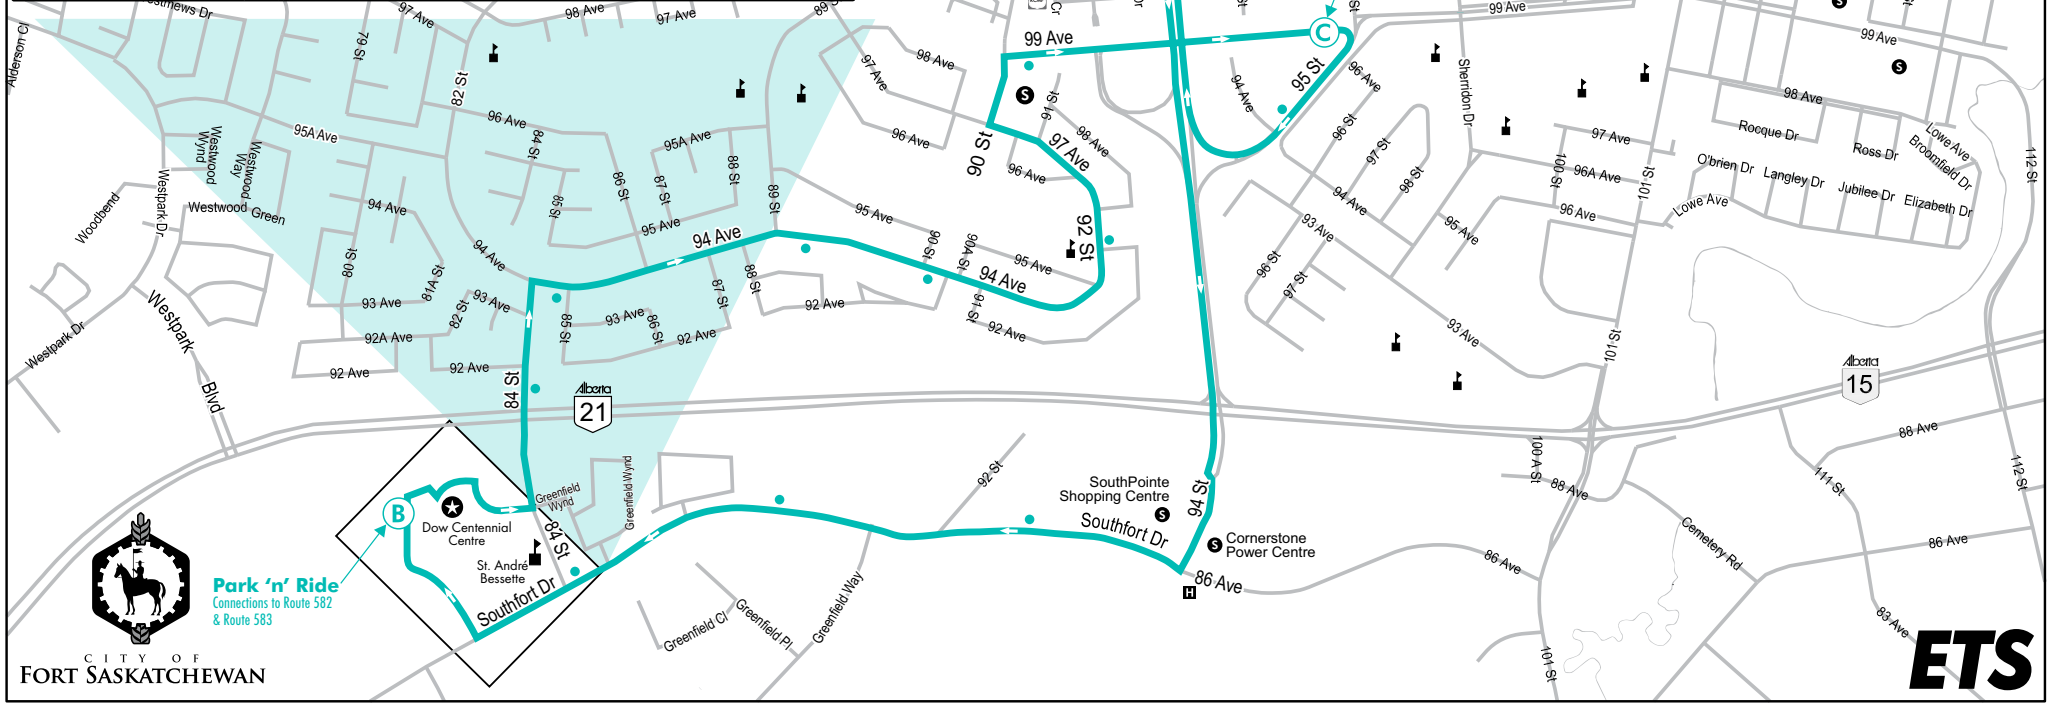 97 Ave
98 Ave
97 Ave
99 Ave
Alderson Cl
79 St
82 St
97 Ave
98 Ave
99 Ave
C
95 St
96 Ave
94 Ave
Sherridon Dr
99 Ave
98 Ave
S
S
95A Ave
96 Ave
84 St
95A Ave
88 St
96 Ave
90 St
91 St
98 Ave
97 Ave
96 Ave
96 St
97 St
98 St
97 Ave
96A Ave
100 St
101 St
96 Ave
Rocque Dr
Ross Dr
Lowe Ave
Broomfield Dr
O'brien Dr
Langley Dr
Jubilee Dr
Elizabeth Dr
Lowe Ave
112 St
Westwood
Wynd
Westwood
Way
Westwood Green
Woodbend
Westpark Dr
94 Ave
86 St
87 St
85 St
95 Ave
89 St
94 Ave
95 Ave
92 St
94 Ave
93 Ave
95 Ave
80 St
81A St
94 Ave
90 St
90A St
95 Ave
94 Ave
91 St
92 Ave
96 St
97 St
93 Ave
101 St
93 Ave
82 St
93 Ave
85 St
93 Ave
86 St
87 St
88 St
92 Ave
92 Ave
92A Ave
92 Ave
92 Ave
Westpark Dr
Westpark
Blvd
84 St
Alberta
21
Alberta
15
88 Ave
112 St
111 St
100 A St
88 Ave
86 Ave
83 Ave
Cemetery Rd
86 Ave
101 St
92 St
SouthPointe
Shopping Centre
S
94 St
Southfort Dr
S
Cornerstone
Power Centre
86 Ave
H
Greenfield
Wynd
Greenfield Wynd
84 St
B
Dow Centennial
Centre
St. André
Bessette
Southfort Dr
Greenfield Cl
Greenfield Pl
Greenfield Way
Park ‘n’ Ride
Connections to Route 582
& Route 583
CITY OF
FORT SASKATCHEWAN
ETS